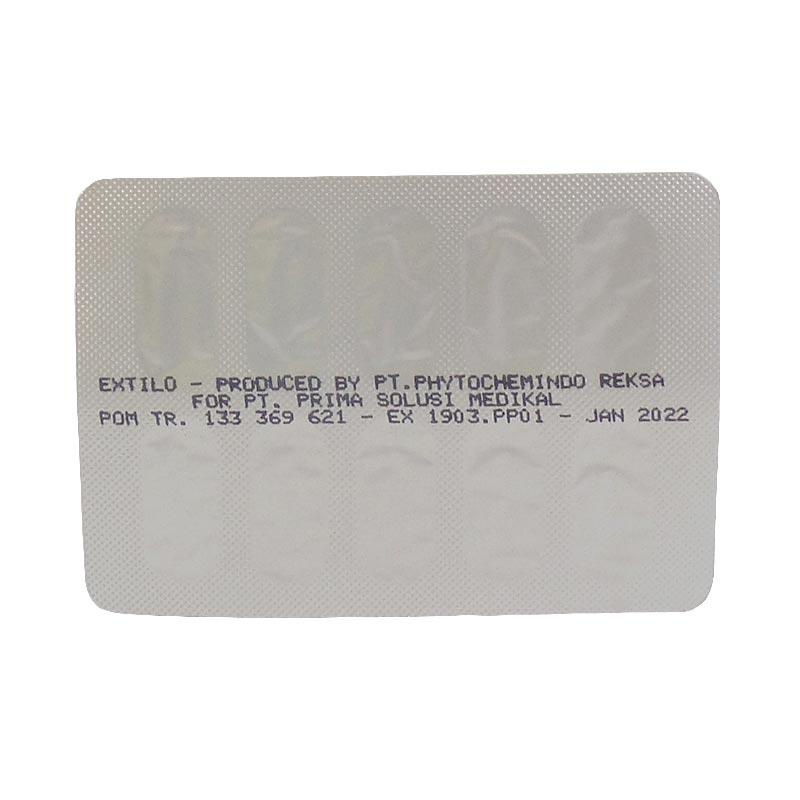 EXTILO - PRODUCED BY PT.PHYTOCHEMINDO REKSA
FOR PT. PRIMA SOLUSI MEDIKAL
POM TR. 133 369 621 - EX 1903.PP01 - JAN 2022